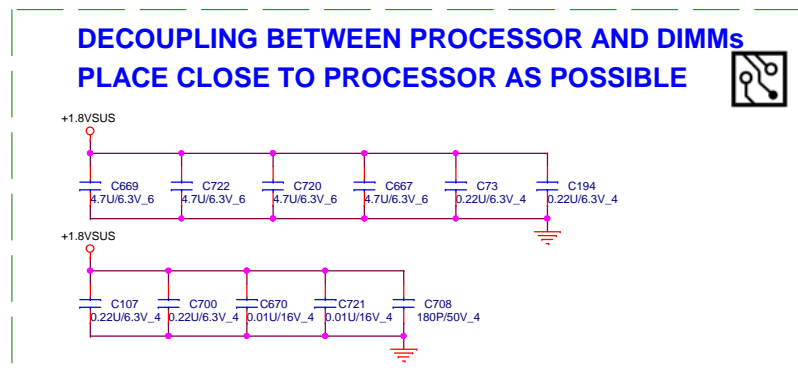 DECOUPLING BETWEEN PROCESSOR AND DIMMs
PLACE CLOSE TO PROCESSOR AS POSSIBLE
+1.8VSUS
C669 C722 C720 C667 C73 C194
4.7U/6.3V_6 4.7U/6.3V_6 4.7U/6.3V_6 4.7U/6.3V_6 0.22U/6.3V_4 0.22U/6.3V_4
+1.8VSUS
C107 C700 C670 C721 C708
0.22U/6.3V_4 0.22U/6.3V_4 0.01U/16V_4 0.01U/16V_4 180P/50V_4